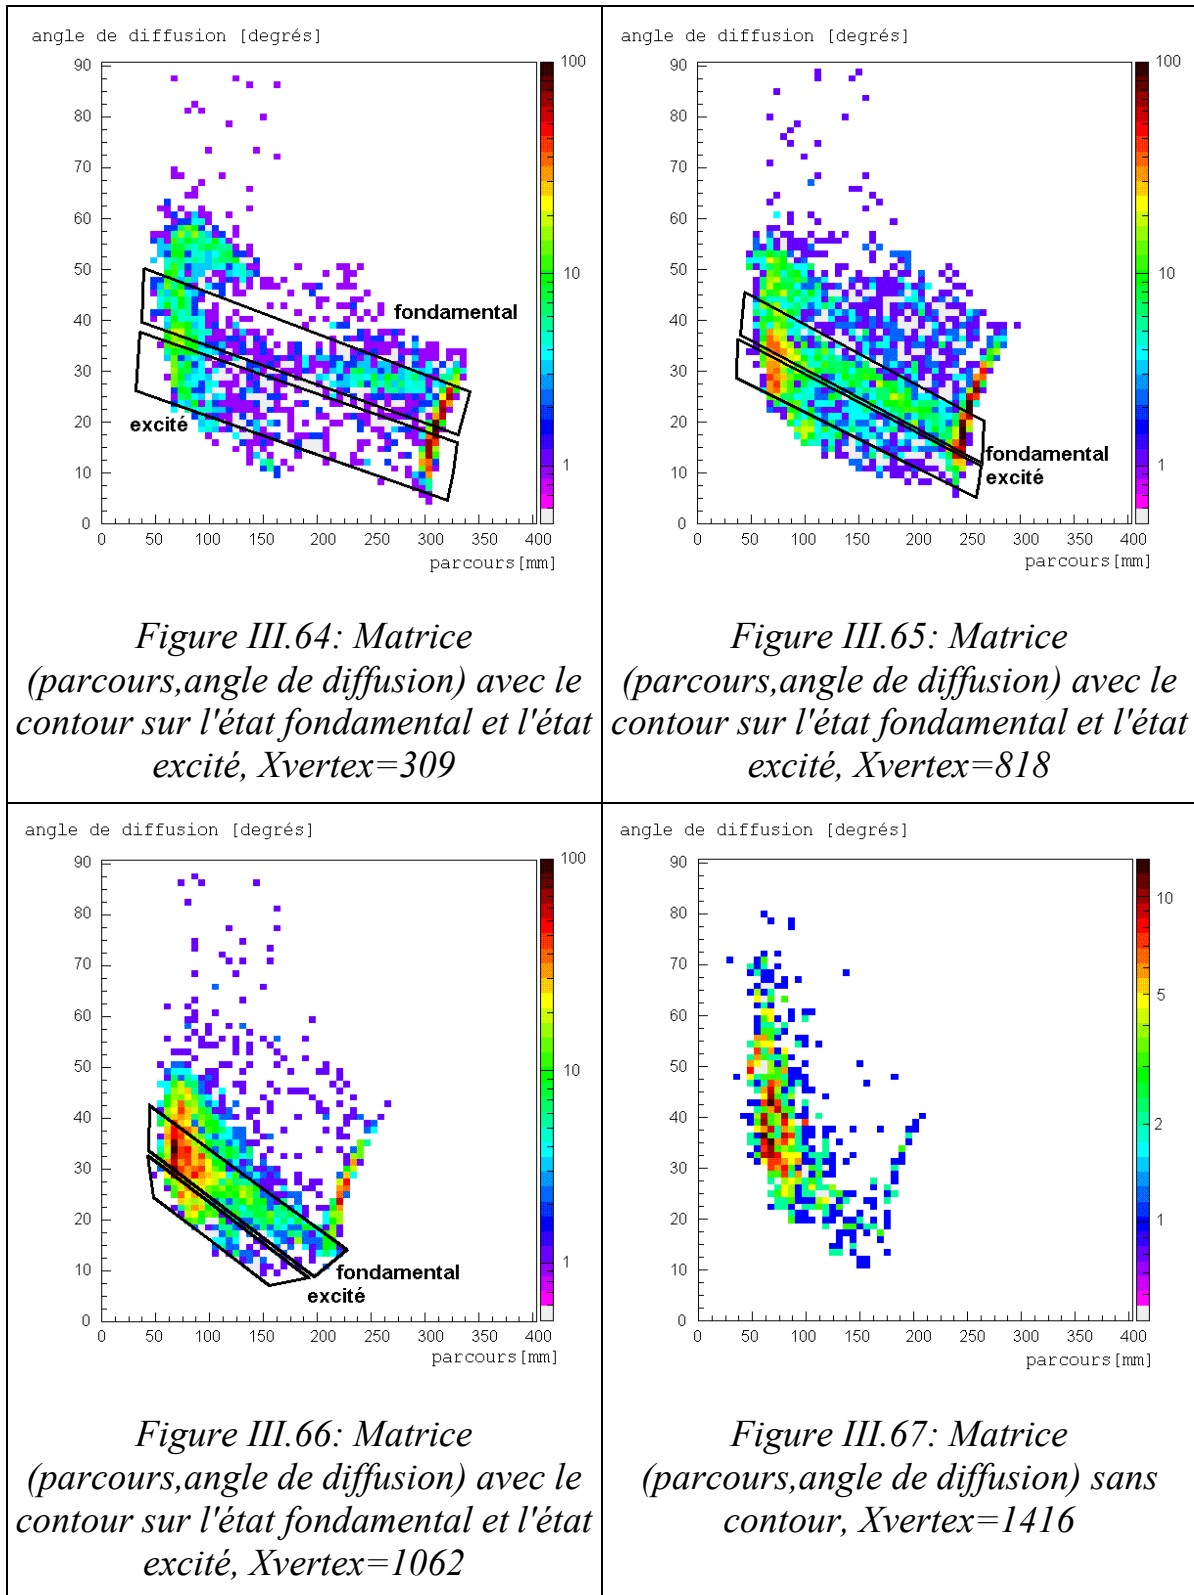 angle de diffusion [degrés]
90
80
70
60
50
40
30
20
10
0
fondamental
excité
100
10
1
0 50 100 150 200 250 300 350 400
parcours[mm]
Figure III.64: Matrice
(parcours,angle de diffusion) avec le
contour sur l'état fondamental et l'état
excité, Xvertex=309
angle de diffusion [degrés]
90
80
70
60
50
40
30
20
10
0
fondamental
excité
100
10
1
0 50 100 150 200 250 300 350 400
parcours[mm]
Figure III.65: Matrice
(parcours,angle de diffusion) avec le
contour sur l'état fondamental et l'état
excité, Xvertex=818
angle de diffusion [degrés]
90
80
70
60
50
40
30
20
10
0
fondamental
excité
100
10
1
0 50 100 150 200 250 300 350 400
parcours[mm]
Figure III.66: Matrice
(parcours,angle de diffusion) avec le
contour sur l'état fondamental et l'état
excité, Xvertex=1062
angle de diffusion [degrés]
90
80
70
60
50
40
30
20
10
0
10
5
2
1
0 50 100 150 200 250 300 350 400
parcours[mm]
Figure III.67: Matrice
(parcours,angle de diffusion) sans
contour, Xvertex=1416